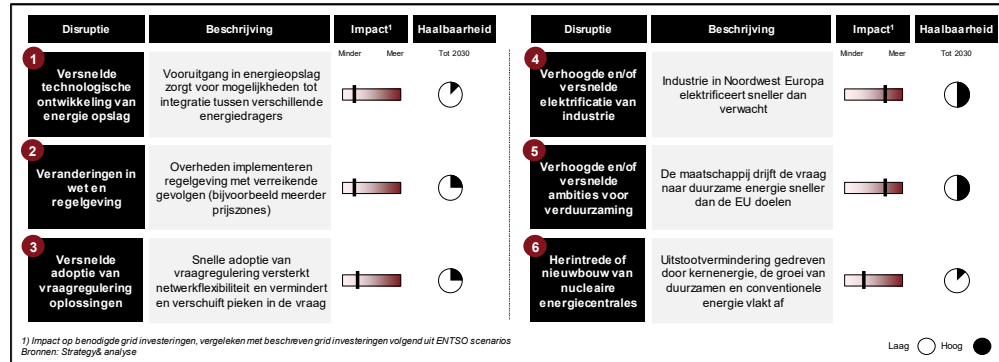 Disruptie
Beschrijving
Impact¹
Haalbaarheid
Minder
Meer
Tot 2030
1
Versnelde
technologische
ontwikkeling van
energie opslag
Vooruitgang in energieopslag
zorgt voor mogelijkheden tot
integratie tussen verschillende
energiedragers
2
Veranderingen in
wet en
regelgeving
Overheden implementeren
regelgeving met verreikende
gevolgen (bijvoorbeeld meerder
prijszones)
3
Versnelde
adoptie van
vraagregulering
oplossingen
Snelle adoptie van
vraagregulering versterkt
netwerkflexibiliteit en vermindert
en verschuift pieken in de vraag
Disruptie
Beschrijving
Impact¹
Haalbaarheid
Minder
Meer
Tot 2030
4
Verhoogde en/of
versnelde
elektrificatie van
industrie
Industrie in Noordwest Europa
elektrificeert sneller dan
verwacht
5
Verhoogde en/of
versnelde
ambities voor
verduurzaming
De maatschappij drijft de vraag
naar duurzame energie sneller
dan de EU doelen
6
Herintrede of
nieuwbouw van
nucleaire
energiecentrales
Uitstootvermindering gedreven
door kernenergie, de groei van
duurzamen en conventionele
energie vlakt af
1) Impact op benodigde grid investeringen, vergeleken met beschreven grid investeringen volgend uit ENTSO scenarios
Bronnen: Strategy& analyse
Laag
Hoog